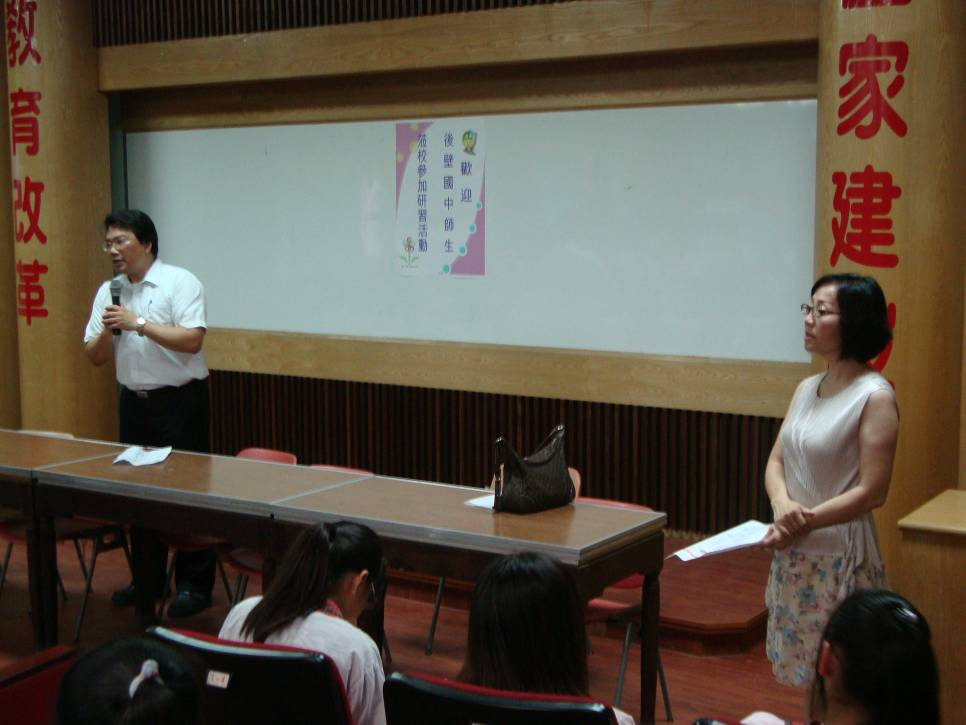 教育改革
歡迎
後壁國中師生
蒞校參加研習活動
家建